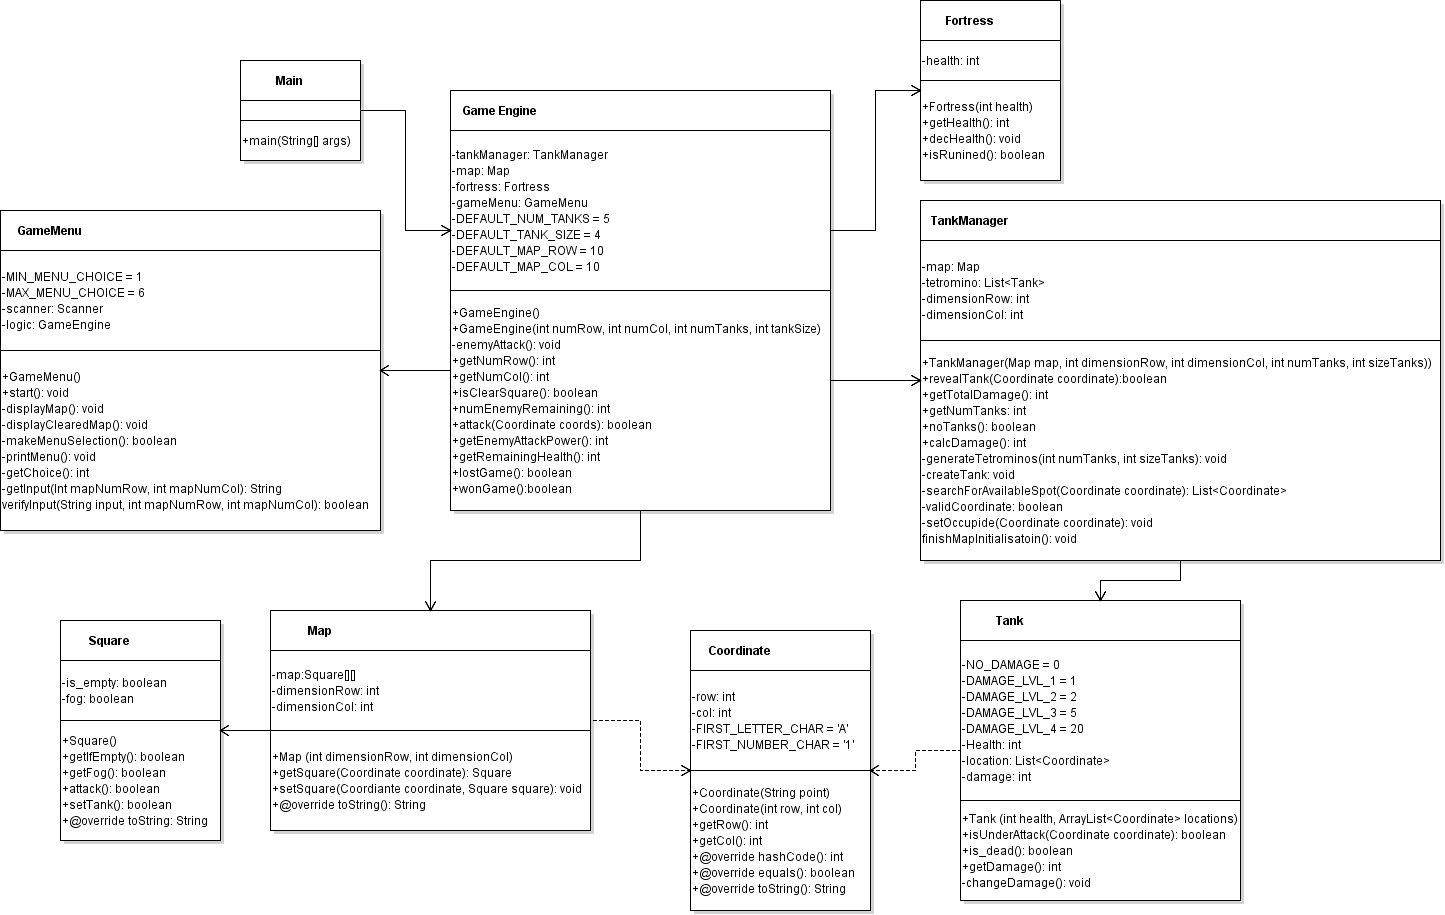 Fortress
-health: int
+Fortress(int health)
+getHealth(): int
+decHealth(): void
+isRunined(): boolean
Main
+main(String[] args)
Game Engine
-tankManager: TankManager
-map: Map
-fortress: Fortress
-gameMenu: GameMenu
-DEFAULT_NUM_TANKS = 5
-DEFAULT_TANK_SIZE = 4
-DEFAULT_MAP_ROW = 10
-DEFAULT_MAP_COL = 10
+GameEngine()
+GameEngine(int numRow, int numCol, int numTanks, int tankSize)
-enemyAttack(): void
+getNumRow(): int
+getNumCol(): int
+isClearSquare(): boolean
+numEnemyRemaining(): int
+attack(Coordinate coords): boolean
+getEnemyAttackPower(): int
+getRemainingHealth(): int
+lostGame(): boolean
+wonGame():boolean
GameMenu
-MIN_MENU_CHOICE = 1
-MAX_MENU_CHOICE = 6
-scanner: Scanner
-logic: GameEngine
+GameMenu()
+start(): void
-displayMap(): void
-displayClearedMap(): void
-makeMenuSelection(): boolean
-printMenu(): void
-getChoice(): int
-getInput(Int mapNumRow, int mapNumCol): String
verifyInput(String input, int mapNumRow, int mapNumCol): boolean
TankManager
-map: Map
-tetromino: List<Tank>
-dimensionRow: int
-dimensionCol: int
+TankManager(Map map, int dimensionRow, int dimensionCol, int numTanks, int sizeTanks))
+revealTank(Coordinate coordinate):boolean
+getTotalDamage(): int
+getNumTanks: int
+noTanks(): boolean
+calcDamage(): int
-generateTetrominos(int numTanks, int sizeTanks): void
-createTank: void
-searchForAvailableSpot(Coordinate coordinate): List<Coordinate>
-validCoordinate: boolean
-setOccupide(Coordinate coordinate): void
finishMapInitialisatoin(): void
Square
-is_empty: boolean
-fog: boolean
+Square()
+getIfEmpty(): boolean
+getFog(): boolean
+attack(): boolean
+setTank(): boolean
+@override toString: String
Map
-map:Square[][]
-dimensionRow: int
-dimensionCol: int
+Map (int dimensionRow, int dimensionCol)
+getSquare(Coordinate coordinate): Square
+setSquare(Coordiante coordinate, Square square): void
+@override toString(): String
Coordinate
-row: int
-col: int
-FIRST_LETTER_CHAR = 'A'
-FIRST_NUMBER_CHAR = '1'
+Coordinate(String point)
+Coordinate(int row, int col)
+getRow(): int
+getCol(): int
+@override hashCode(): int
+@override equals(): boolean
+@override toString(): String
Tank
-NO_DAMAGE = 0
-DAMAGE_LVL_1 = 1
-DAMAGE_LVL_2 = 2
-DAMAGE_LVL_3 = 5
-DAMAGE_LVL_4 = 20
-Health: int
-location: List<Coordinate>
-damage: int
+Tank (int health, ArrayList<Coordinate> locations)
+isUnderAttack(Coordinate coordinate): boolean
+is_dead(): boolean
+getDamage(): int
-changeDamage(): void